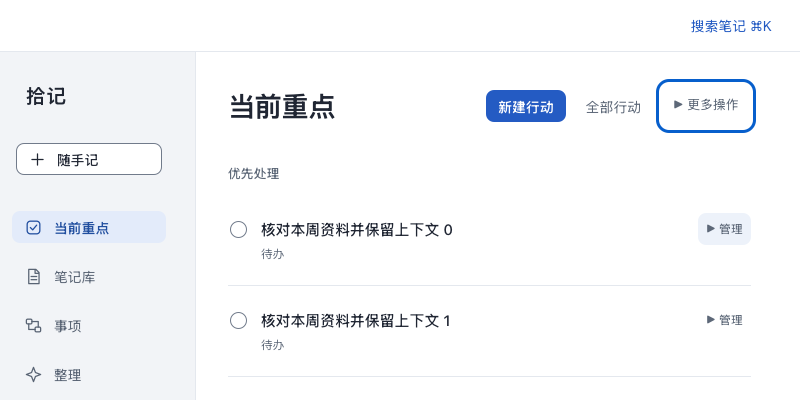 搜索笔记 ⌘K
拾记
随手记
当前重点
笔记库
事项
整理
当前重点
新建行动
全部行动
▶ 更多操作
优先处理
核对本周资料并保留上下文 0
待办
▶ 管理
核对本周资料并保留上下文 1
待办
▶ 管理